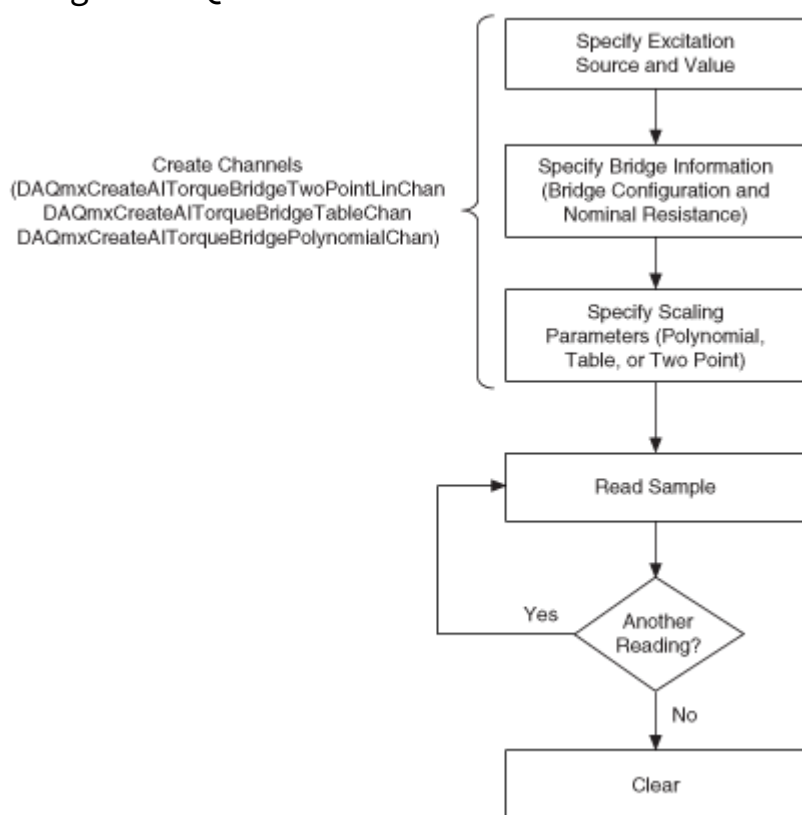 Specify Excitation
Source and Value
Create Channels
(DAQmxCreateAITorqueBridgeTwoPointLinChan
DAQmxCreateAITorqueBridgeTableChan
DAQmxCreateAITorqueBridgePolynomialChan)
Specify Bridge Information
(Bridge Configuration and
Nominal Resistance)
Specify Scaling
Parameters (Polynomial,
Table, or Two Point)
Read Sample
Yes
Another
Reading?
No
Clear